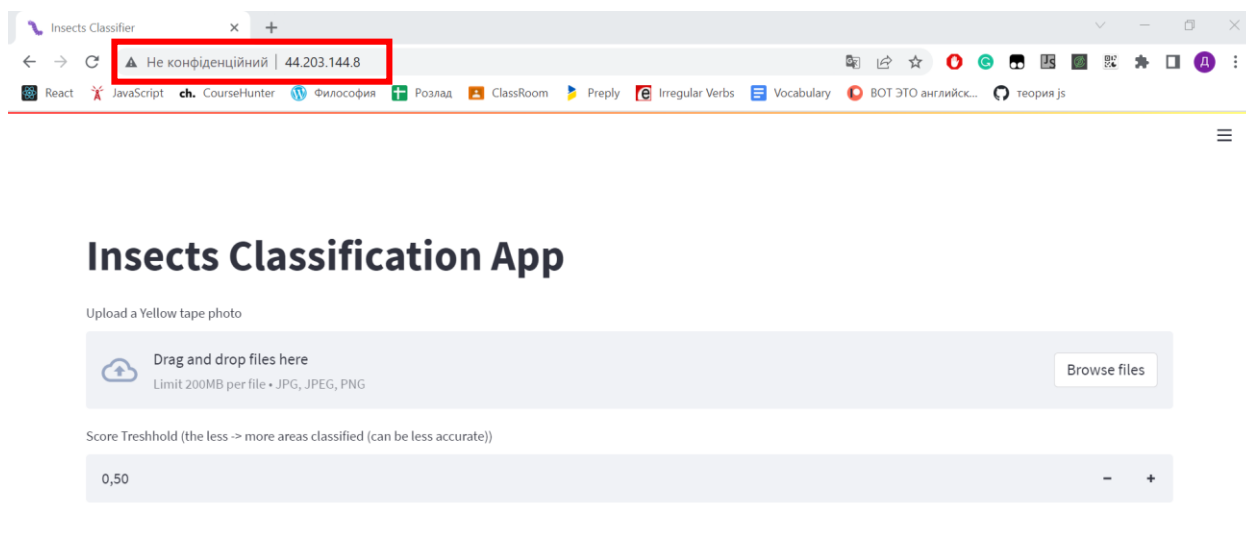 Insects Classifier
Не конфіденційний | 44.203.144.8
React JavaScript ch. CourseHunter Философия Розлад ClassRoom Preply Irregular Verbs Vocabulary ВОТ ЭТО английск... теория js
Insects Classification App
Upload a Yellow tape photo
Drag and drop files here
Limit 200MB per file • JPG, JPEG, PNG
Browse files
Score Treshhold (the less -> more areas classified (can be less accurate))
0,50